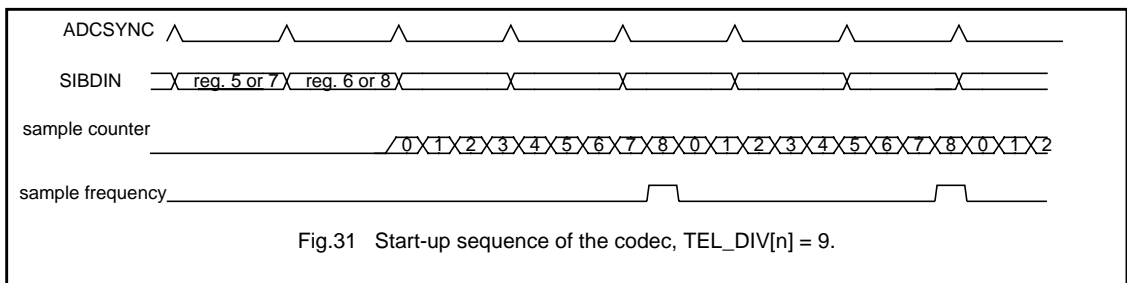 ADCSYNC
SIBDIN reg. 5 or 7 reg. 6 or 8
sample counter 0 1 2 3 4 5 6 7 8 0 1 2 3 4 5 6 7 8 0 1 2
sample frequency
Fig.31 Start-up sequence of the codec, TEL_DIV[n] = 9.